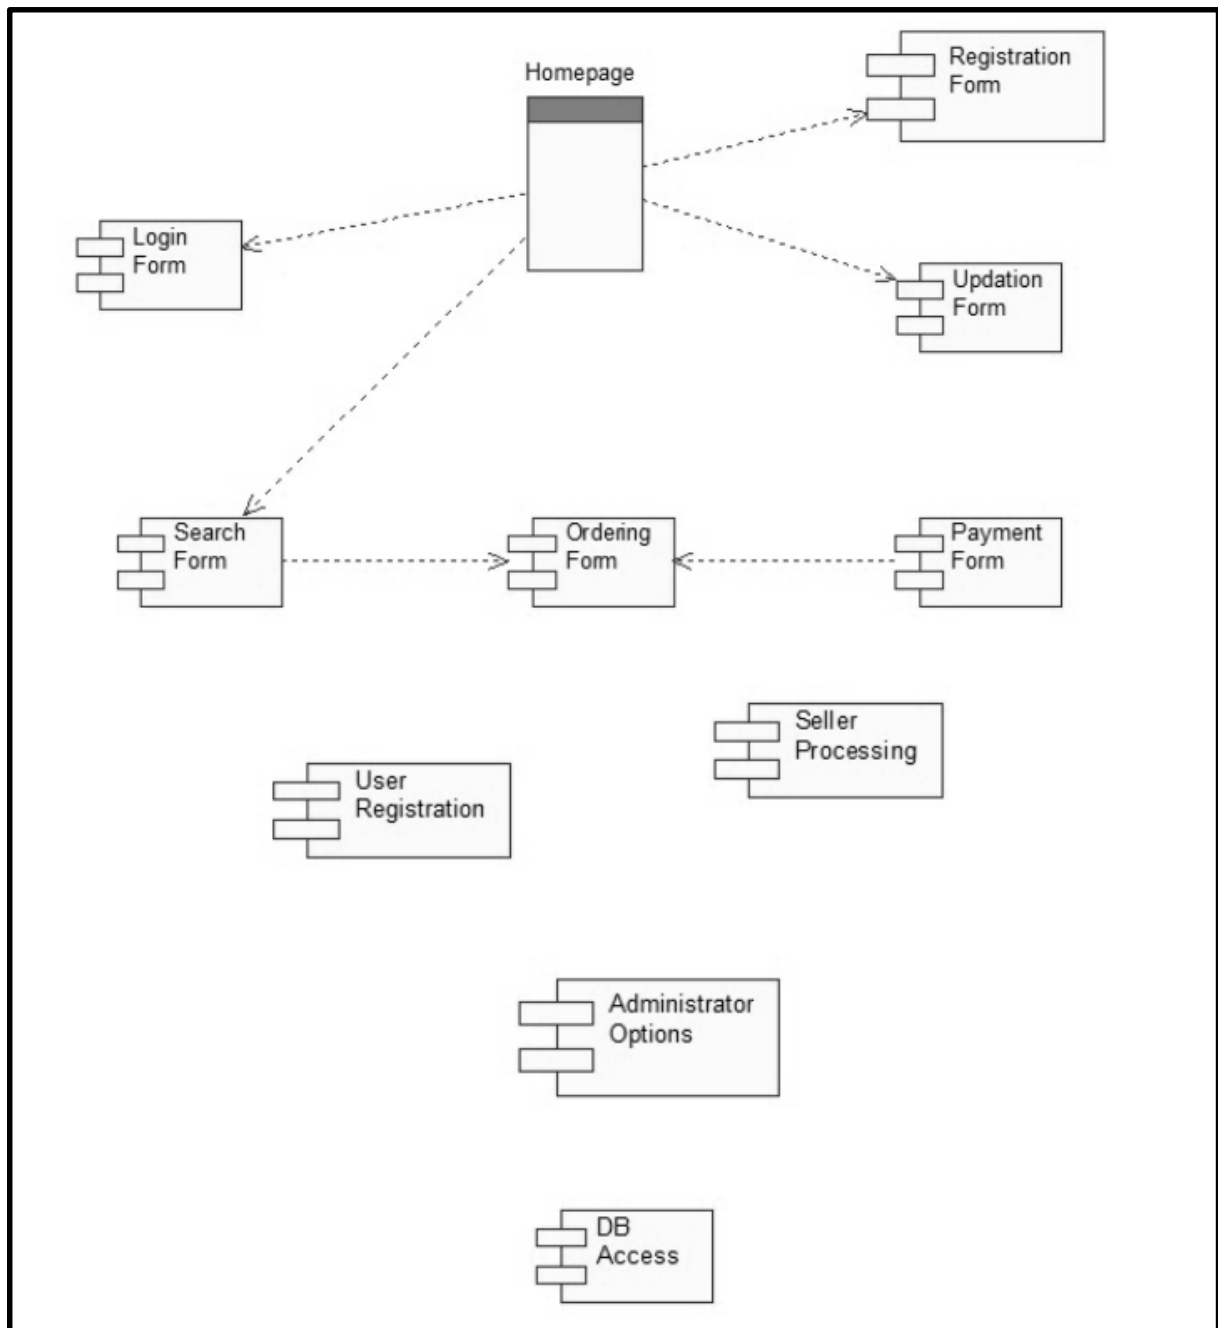 Homepage
Registration
Form
Login
Form
Updation
Form
Search
Form
Ordering
Form
Payment
Form
Seller
Processing
User
Registration
Administrator
Options
DB
Access